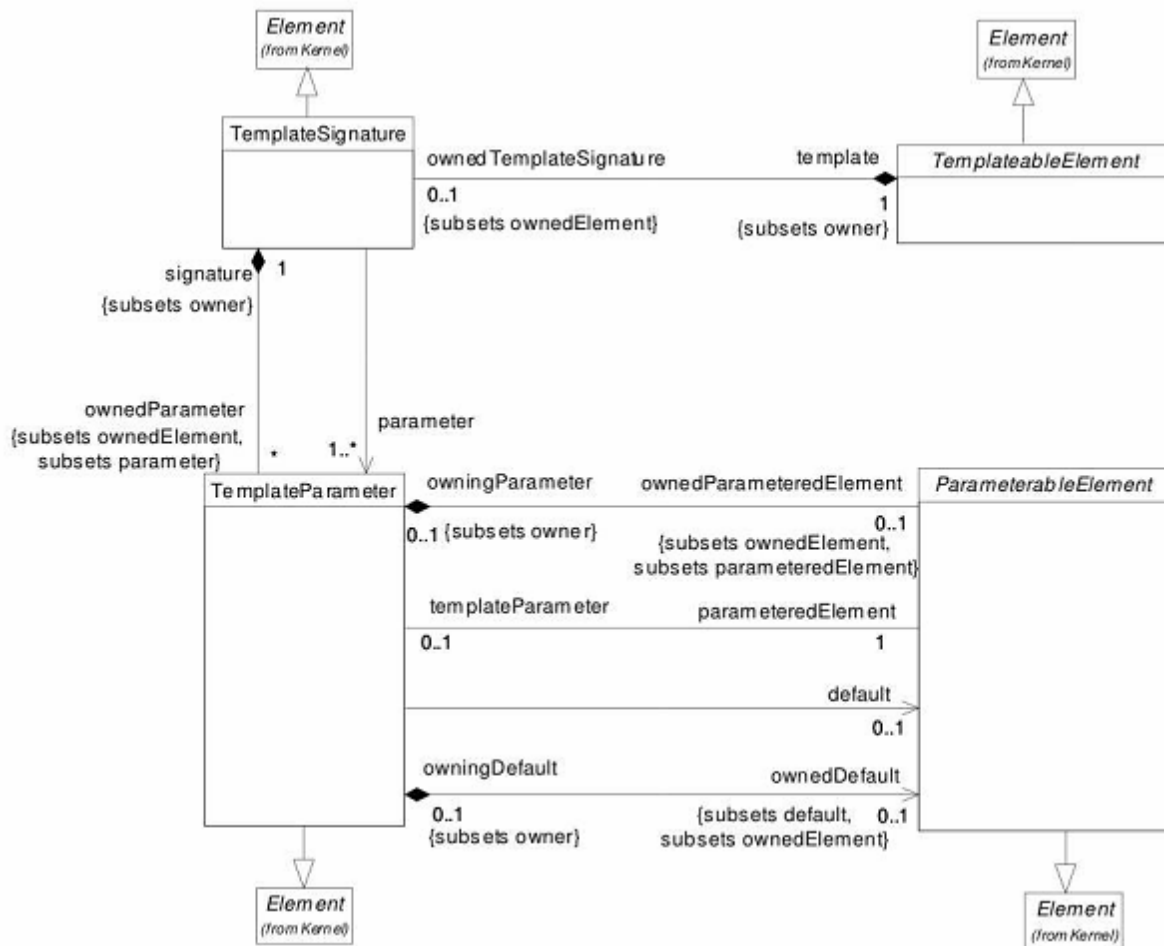 Element
(from Kernel)
Element
(from Kernel)
TemplateSignature
ownedTemplateSignature
template
TemplateableElement
0..1
1
{subsets ownedElement}
{subsets owner}
signature
1
{subsets owner}
ownedParameter
{subsets ownedElement,
subsets parameter}
*
parameter
1..*
TemplateParameter
owningParameter
ownedParameteredElement
ParameterableElement
0..1
{subsets owner}
0..1
{subsets ownedElement,
subsets parameteredElement}
templateParameter
parameteredElement
0..1
1
default
0..1
owningDefault
ownedDefault
0..1
{subsets owner}
{subsets default,
subsets ownedElement}
0..1
Element
(from Kernel)
Element
(from Kernel)